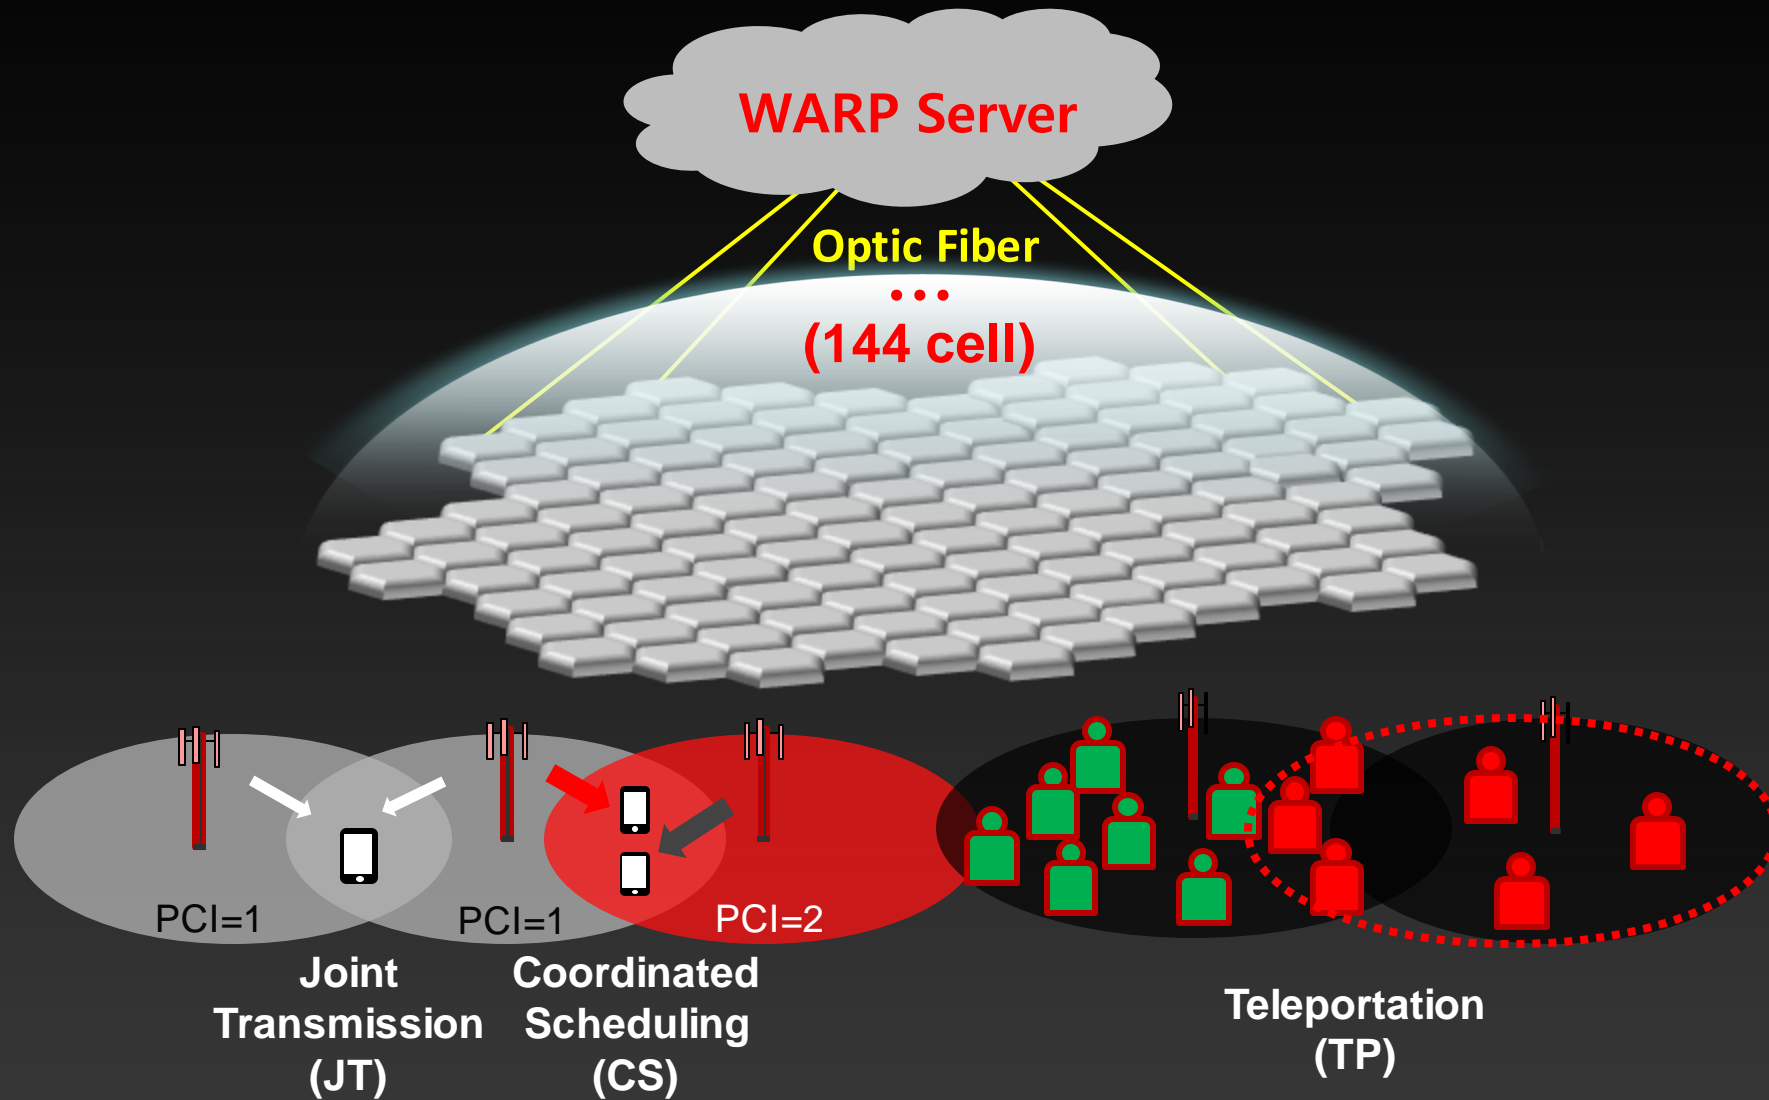 WARP Server
Optic Fiber
...
(144 cell)
PCI=1
PCI=1
PCI=2
Joint
Transmission
(JT)
Coordinated
Scheduling
(CS)
Teleportation
(TP)